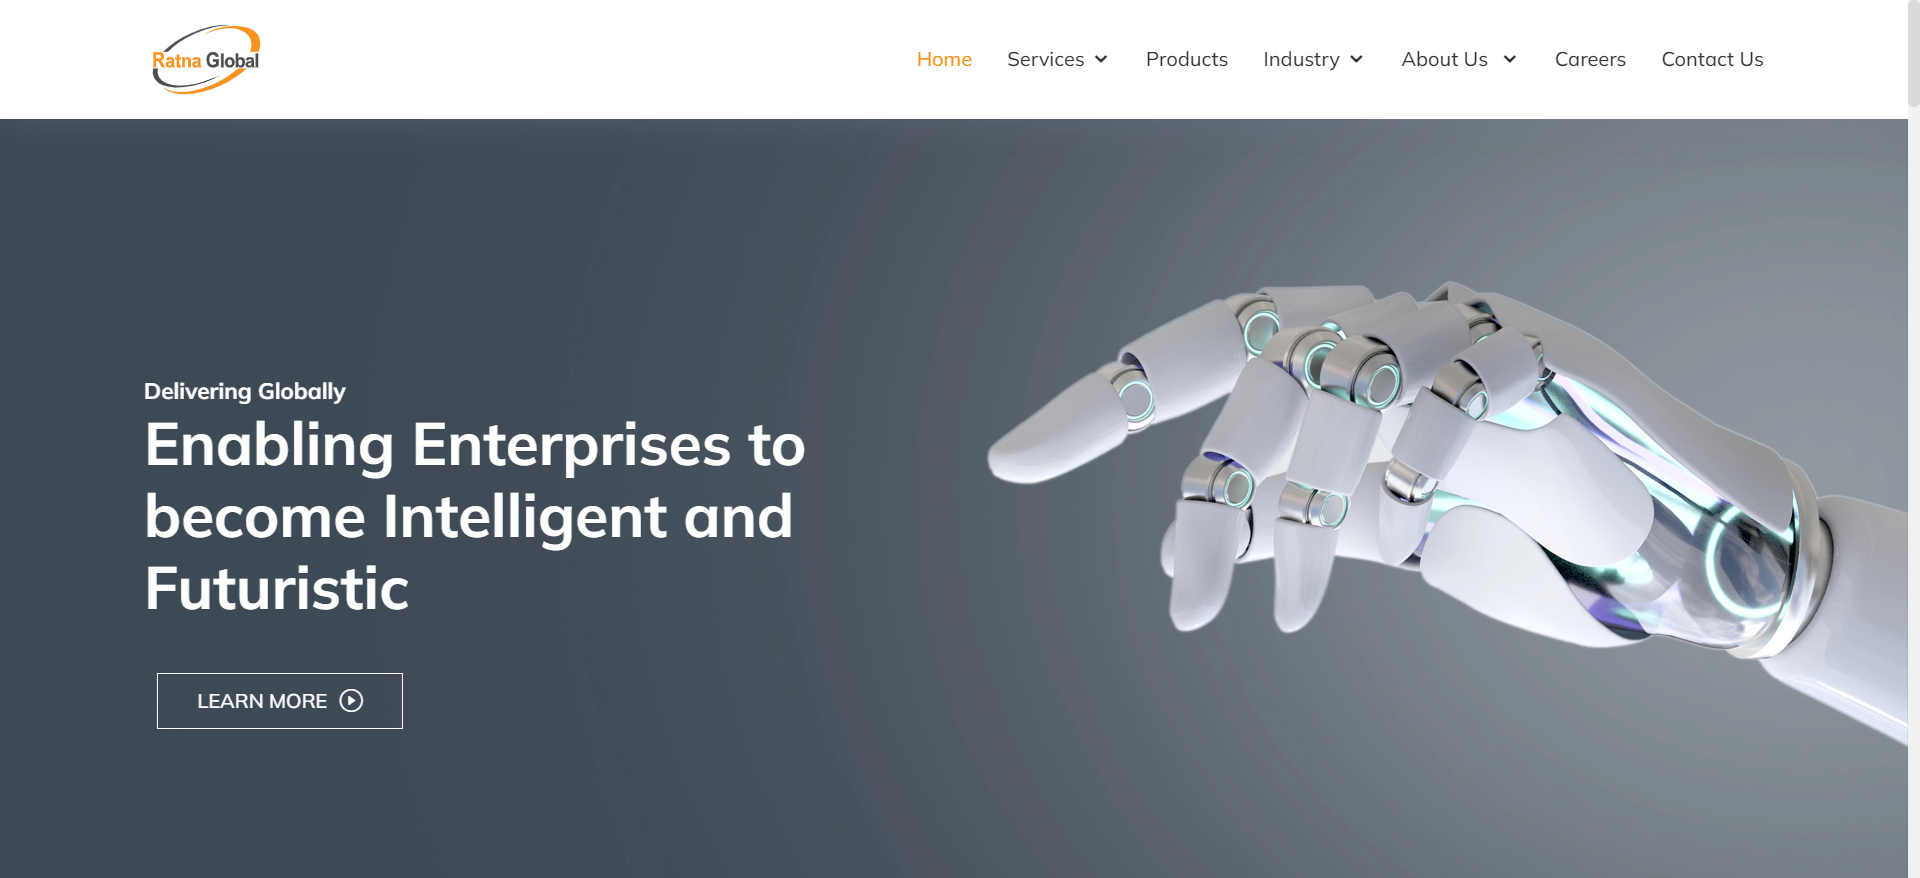 Ratna Global
Home Services Products Industry About Us Careers Contact Us
Delivering Globally
Enabling Enterprises to
become Intelligent and
Futuristic
LEARN MORE